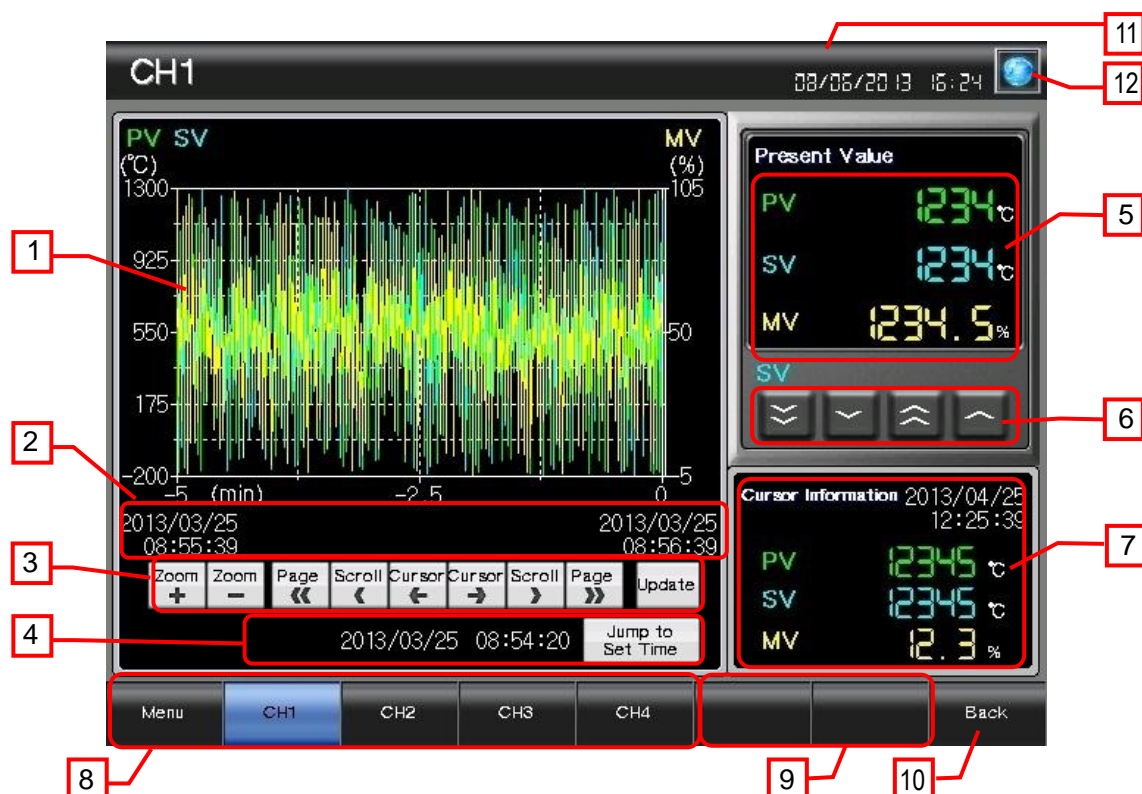 11
CH1
08/06/2013 16:24
12
PV SV
MV
(℃)
(%)
1300
105
925
550
50
175
-200
5
-5
(min)
-2.5
0
1
2
2013/03/25
2013/03/25
08:55:39
08:56:39
3
Zoom +
Zoom -
Page «
Scroll ‹
Cursor ←
Cursor →
Scroll ›
Page »
Update
4
2013/03/25 08:54:20
Jump to
Set Time
Present Value
PV 1234 ℃
SV 1234 ℃
MV 1234.5 %
5
SV
6
Cursor Information 2013/04/25
12:25:39
PV 12345 ℃
SV 12345 ℃
MV 12.3 %
7
Menu
CH1
CH2
CH3
CH4
Back
8
9
10